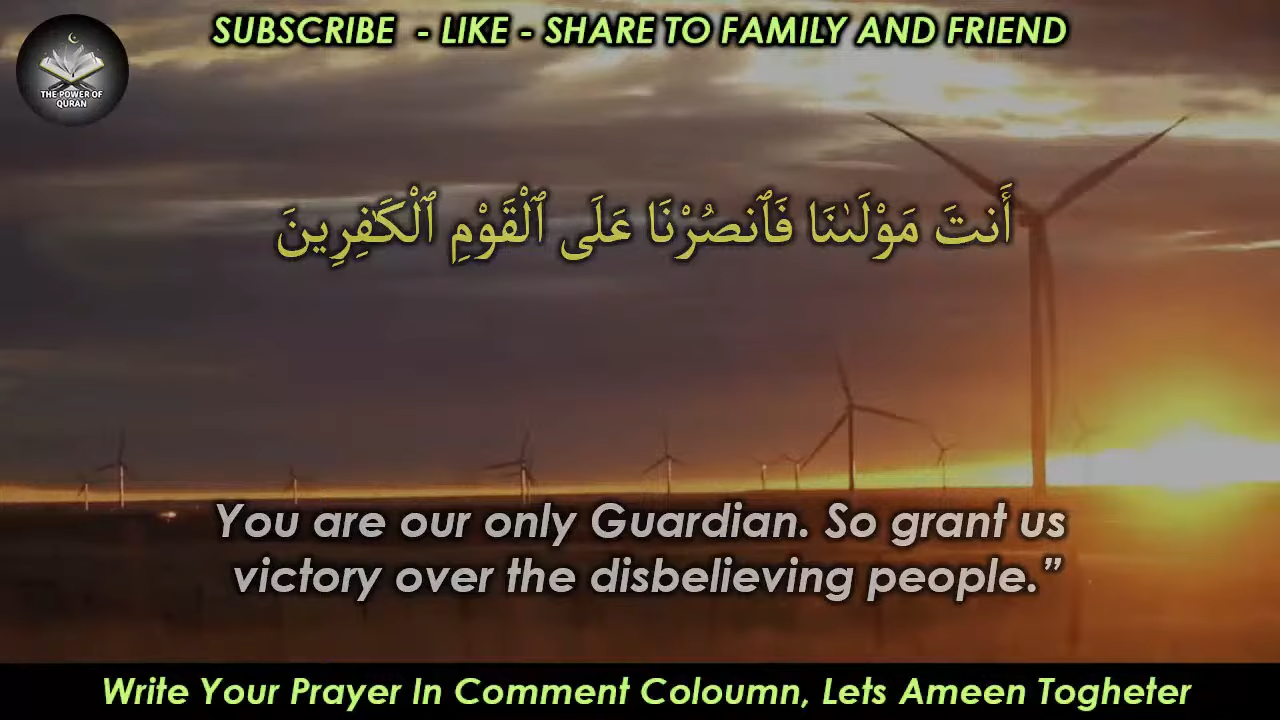 SUBSCRIBE - LIKE - SHARE TO FAMILY AND FRIEND
THE POWER OF
QURAN
أَنتَ مَوْلَىٰنَا فَٱنصُرْنَا عَلَى ٱلْقَوْمِ ٱلْكَـٰفِرِينَ
You are our only Guardian. So grant us
victory over the disbelieving people.”
Write Your Prayer In Comment Coloumn, Lets Ameen Togheter